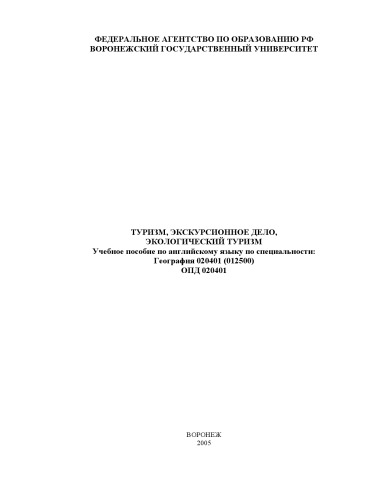 ФЕДЕРАЛЬНОЕ АГЕНТСТВО ПО ОБРАЗОВАНИЮ РФ
ВОРОНЕЖСКИЙ ГОСУДАРСТВЕННЫЙ УНИВЕРСИТЕТ
ТУРИЗМ, ЭКСКУРСИОННОЕ ДЕЛО,
ЭКОЛОГИЧЕСКИЙ ТУРИЗМ
Учебное пособие по английскому языку по специальности:
География 020401 (012500)
ОПД 020401
ВОРОНЕЖ
2005